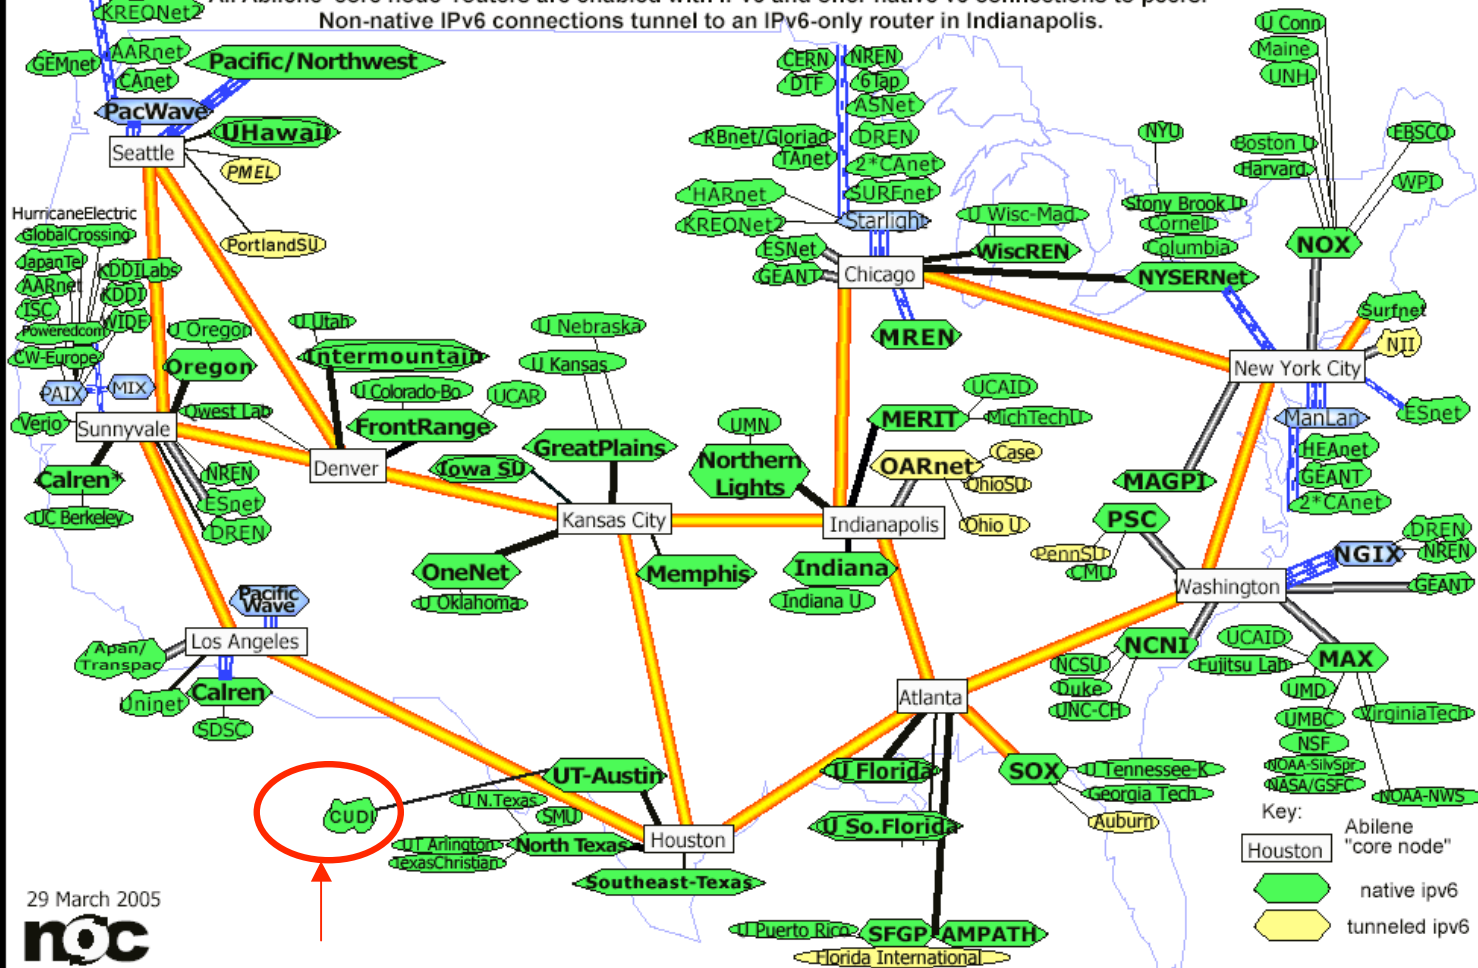 Non-native IPv6 connections tunnel to an IPv6-only router in Indianapolis.
KREONet2
GEMnet
AARnet
CAnet
Pacific/Northwest
PacWave
UHawaii
Seattle
PMEL
PortlandSU
HurricaneElectric
GlobalCrossing
JapanTel
KDDILabs
AARnet
KDDI
ISC
WIDE
Poweredcom
CW-Europe
PAIX
MIX
U Oregon
Oregon
Verio
Sunnyvale
Qwest Lab
Calren*
UC Berkeley
NREN
ESnet
DREN
U Utah
Intermountain
U Colorado-Bo
UCAR
FrontRange
Denver
U Nebraska
U Kansas
GreatPlains
Iowa SU
Kansas City
OneNet
U Oklahoma
Memphis
Pacific
Wave
Los Angeles
Apan/
Transpac
Uninet
Calren
SDSC
CERN
NREN
DTF
6Tap
ASNet
RBnet/Gloriad
DREN
TAnet
2*CAnet
HARnet
SURFnet
KREONet2
Starligh
U Wisc-Mad
ESNet
WiscREN
GEANT
Chicago
MREN
NYU
Stony Brook U
Cornell
Columbia
NYSERNet
U Conn
Maine
UNH
Boston U
EBSCO
Harvard
WPI
NOX
Surfnet
NII
New York City
ManLan
ESnet
HEAnet
GEANT
2*CAnet
MAGPI
UCAID
MERIT
MichTechU
UMN
Northern
Lights
OARnet
Case
OhioSU
Ohio U
Indianapolis
Indiana
Indiana U
PSC
PennSU
CMU
DREN
NGIX
NREN
Washington
GEANT
NCNI
NCSU
Duke
UNC-CH
UCAID
Fujitsu Lab
MAX
UMD
UMBC
VirginiaTech
NSF
NOAA-SilvSpr
NASA/GSFC
NOAA-NWS
Atlanta
U Florida
SOX
U Tennessee-K
Georgia Tech
Auburn
U So.Florida
CUDI
UT-Austin
U N.Texas
SMU
UT Arlington
North Texas
TexasChristian
Houston
Southeast-Texas
U Puerto Rico
SFGP
AMPATH
Florida International
Key:
Houston
Abilene
"core node"
native ipv6
tunneled ipv6
29 March 2005
noc